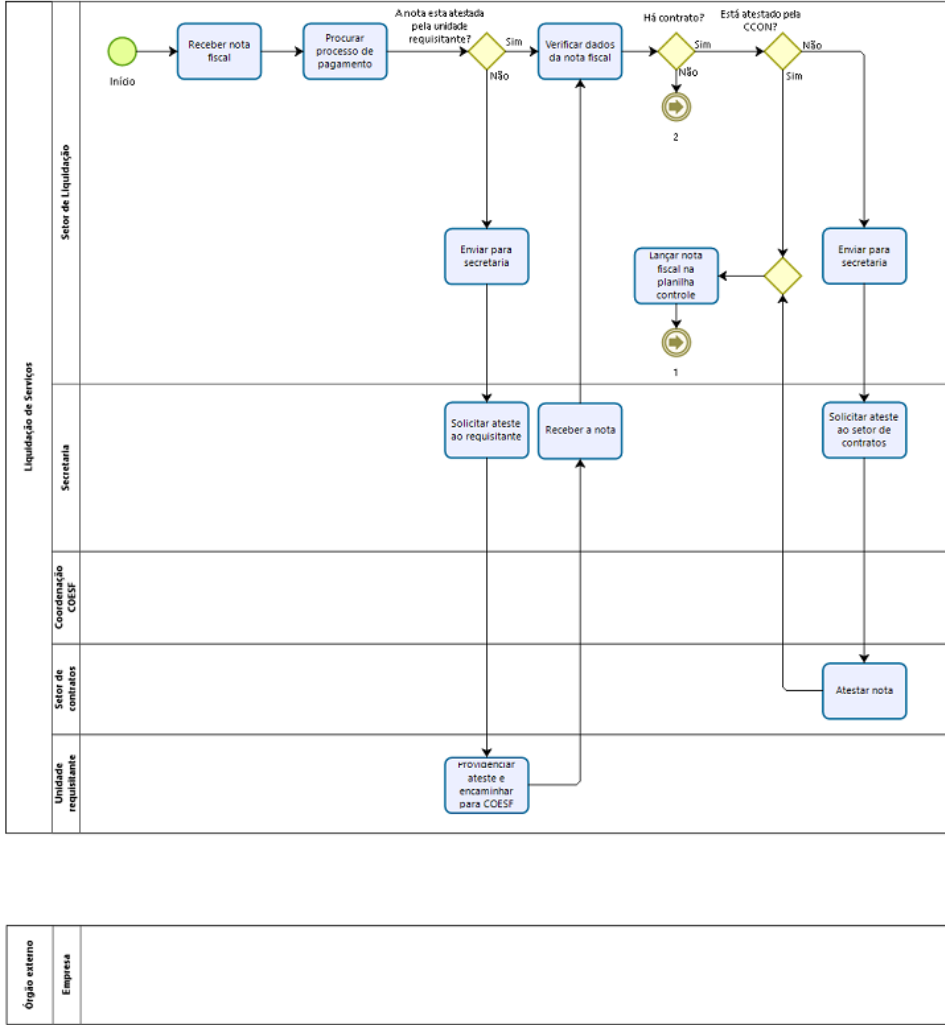 A nota esta atestada
pela unidade
requisitante?
Há contrato?
Está atestado pela
CCON?
Início
Receber nota
fiscal
Procurar
processo de
pagamento
Sim
Não
Verificar dados
da nota fiscal
Sim
Não
Não
Sim
2
Setor de Liquidação
Enviar para
secretaria
Lançar nota
fiscal na
planilha
controle
Enviar para
secretaria
1
Liquidação de Serviços
Secretaria
Solicitar ateste
ao requisitante
Receber a nota
Solicitar ateste
ao setor de
contratos
Coordenação
COESF
Setor de
contratos
Atestar nota
Unidade
requisitante
Providenciar
ateste e
encaminhar
para COESF
Órgão externo
Empresa